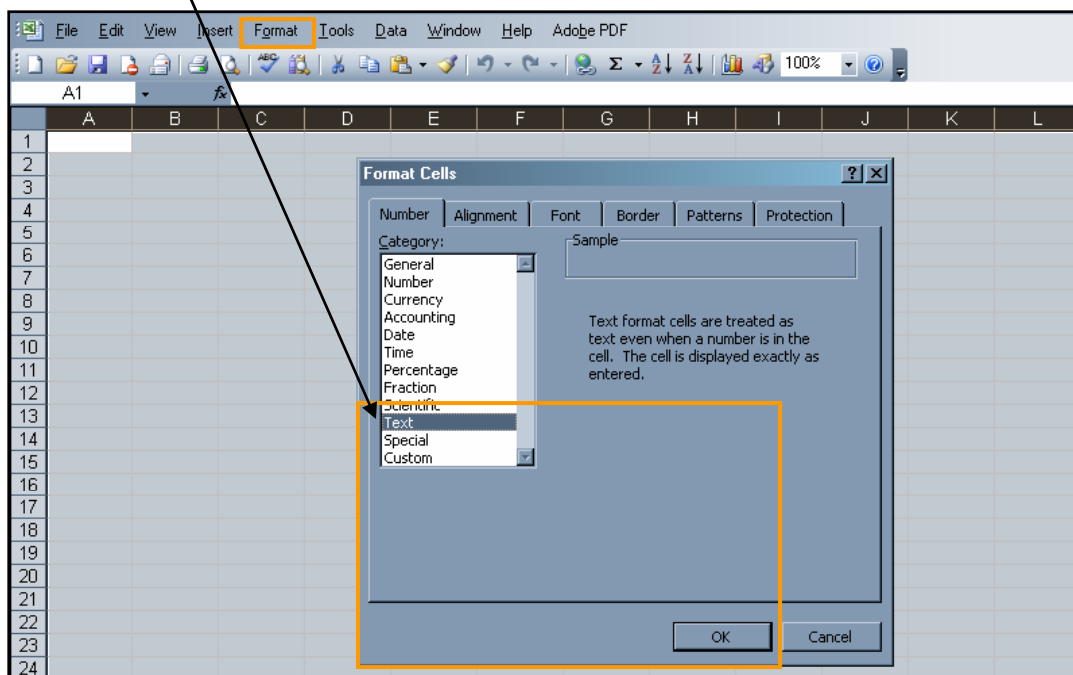 File Edit View Insert Format Tools Data Window Help Adobe PDF
ABC Σ A Z Z A 100% ?
A1 fx
A B C D E F G H I J K L
1
2
Format Cells ? X
3
4
Number Alignment Font Border Patterns Protection
5
Category: Sample
6
General
7
Number
8
Currency
9
Accounting Text format cells are treated as
Date text even when a number is in the
10
Time cell. The cell is displayed exactly as
11
Percentage entered.
12
Fraction
Scientific
13
Text
14
Special
15
Custom
16
17
18
19
20
21
22
23
OK Cancel
24